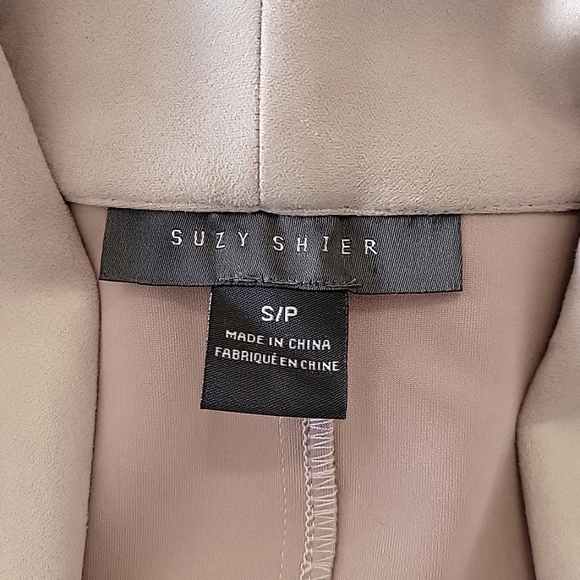 SUZY SHIER
S/P
MADE IN CHINA
FABRIQUÉ EN CHINE